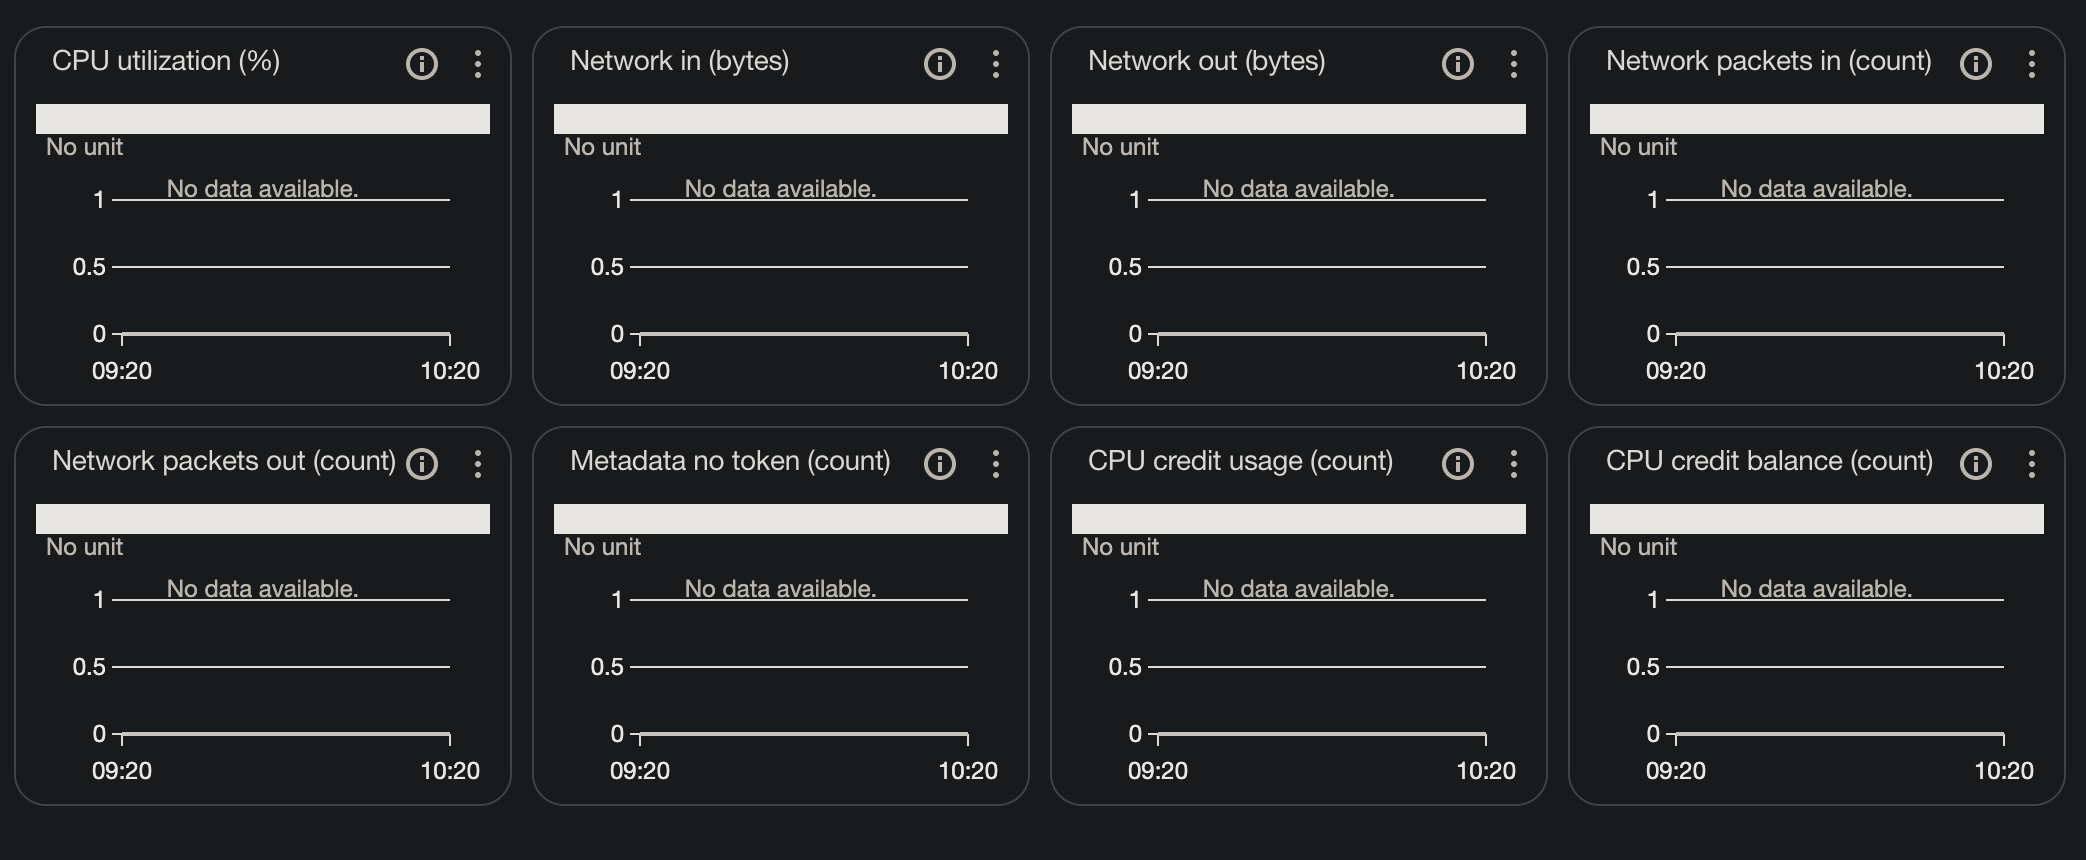 CPU utilization (%)
No unit
No data available.
1
0.5
0
09:20 10:20
Network in (bytes)
No unit
No data available.
1
0.5
0
09:20 10:20
Network out (bytes)
No unit
No data available.
1
0.5
0
09:20 10:20
Network packets in (count)
No unit
No data available.
1
0.5
0
09:20 10:20
Network packets out (count)
No unit
No data available.
1
0.5
0
09:20 10:20
Metadata no token (count)
No unit
No data available.
1
0.5
0
09:20 10:20
CPU credit usage (count)
No unit
No data available.
1
0.5
0
09:20 10:20
CPU credit balance (count)
No unit
No data available.
1
0.5
0
09:20 10:20